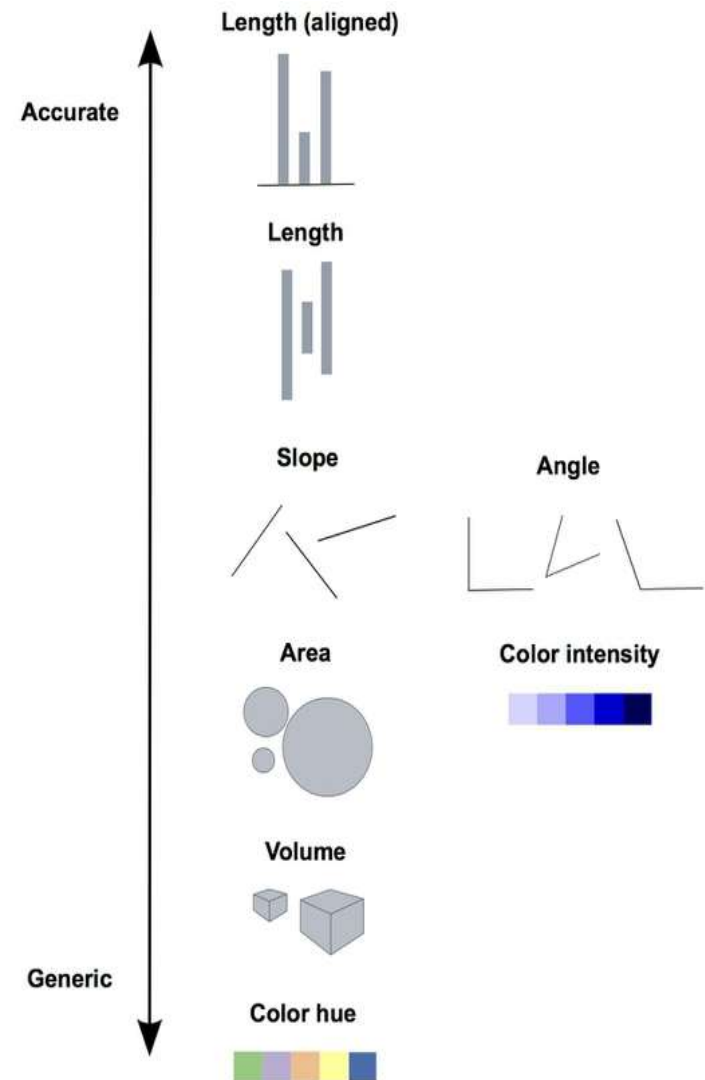 Length (aligned)
Accurate
Length
Slope
Angle
Area
Color intensity
Volume
Generic
Color hue